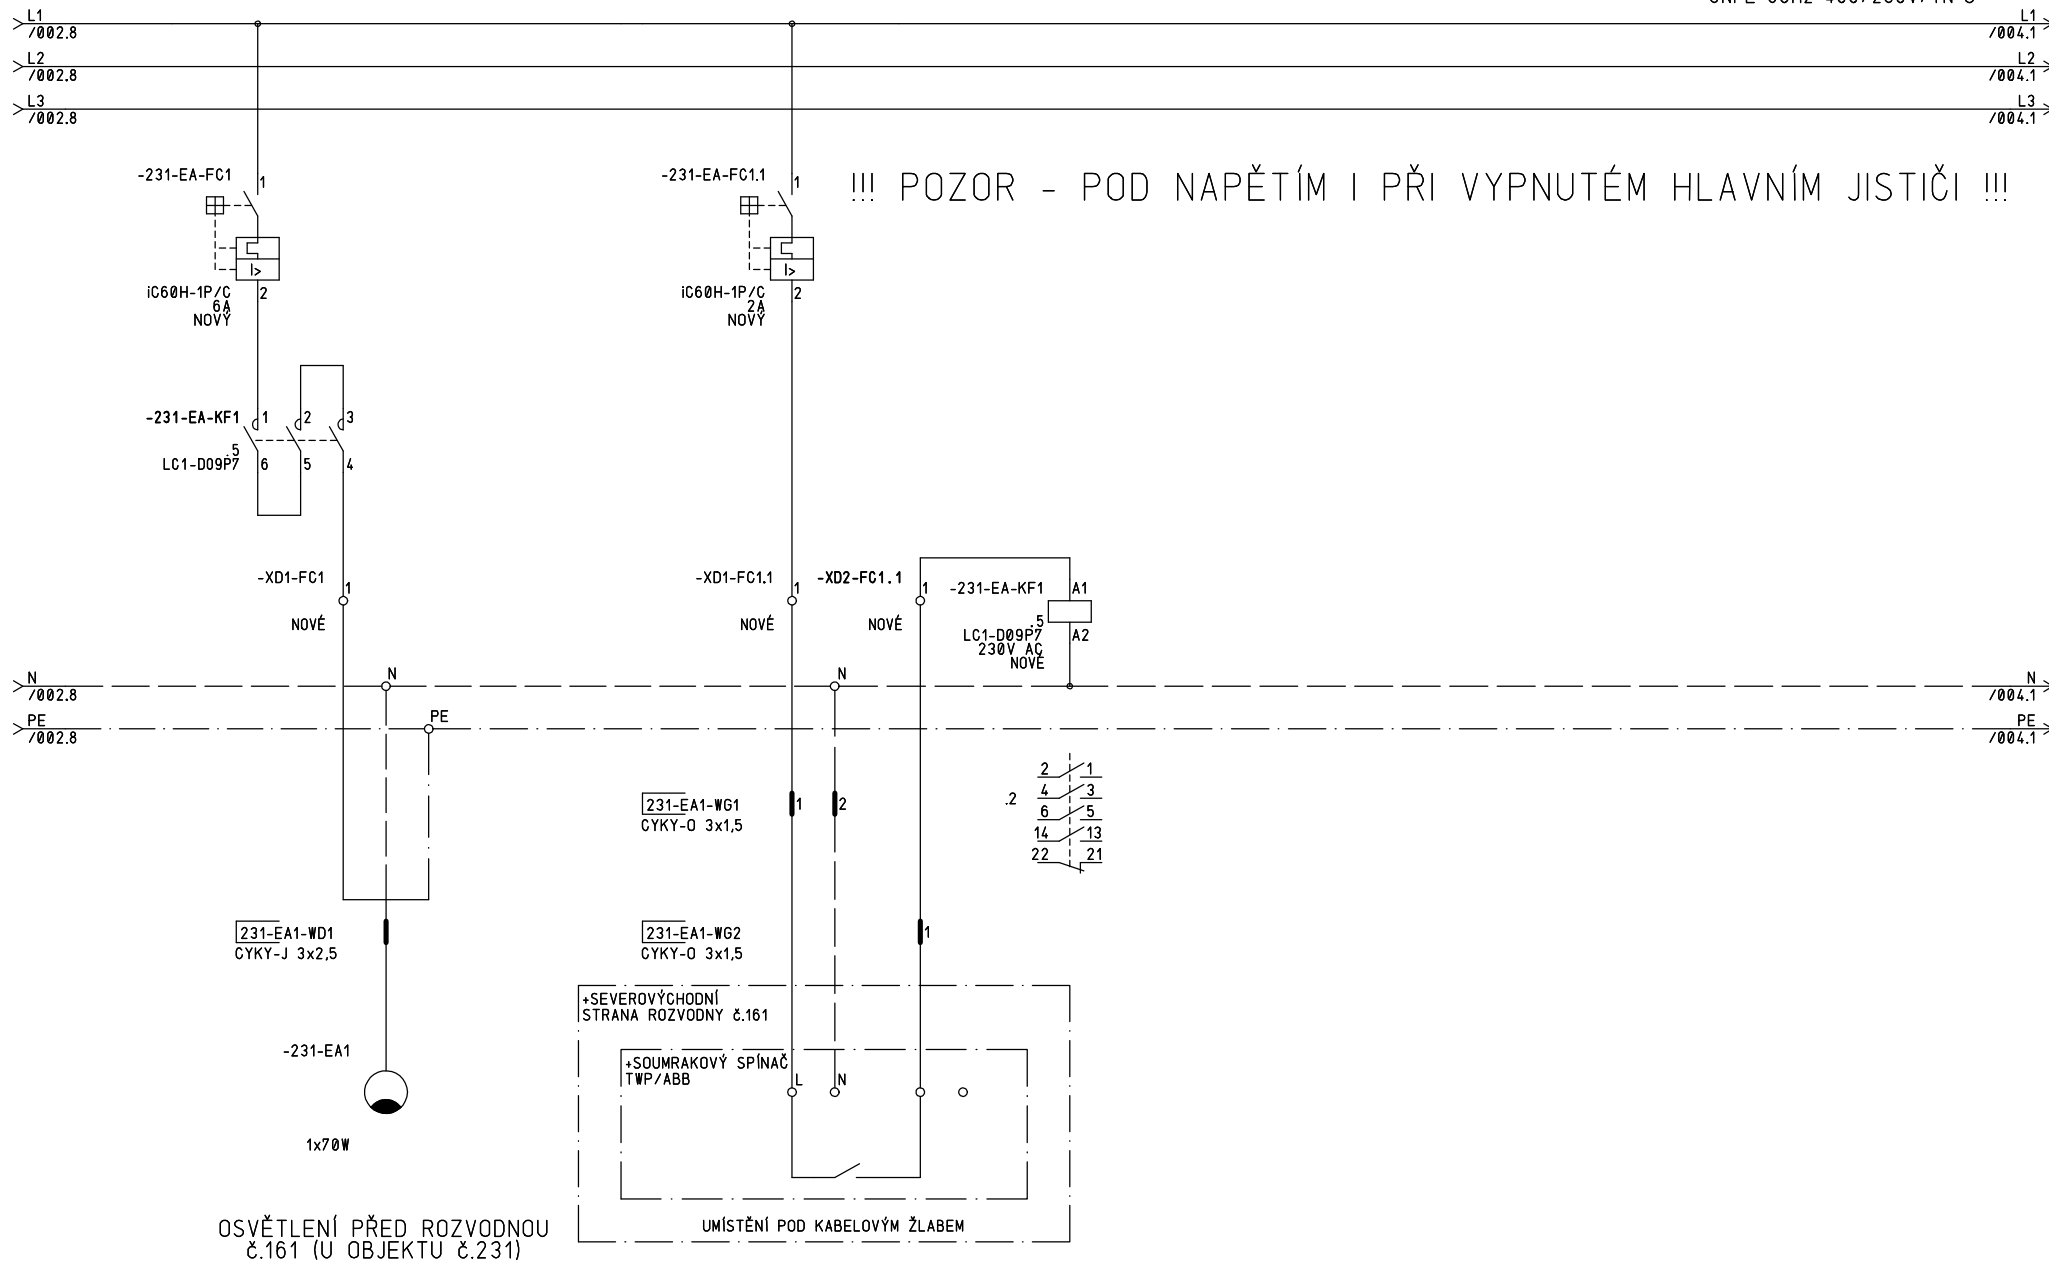 L1
/002.8
L1
/004.1
L2
/002.8
L2
/004.1
L3
/002.8
L3
/004.1
-231-EA-FC1
1
-231-EA-FC1.1
1
!!! POZOR - POD NAPĚTÍM I PŘI VYPNUTÉM HLAVNÍM JISTIČI !!!
I>
I>
iC60H-1P/C
6A
NOVÝ
2
iC60H-1P/C
2A
NOVÝ
2
-231-EA-KF1
1
2
3
.5
LC1-D09P7
6
5
4
-XD1-FC1
1
NOVÉ
-XD1-FC1.1
1
NOVÉ
-XD2-FC1.1
1
NOVÉ
-231-EA-KF1
A1
.5
LC1-D09P7
230V AC
NOVÉ
A2
N
/002.8
N
N
N
/004.1
PE
/002.8
PE
PE
/004.1
2 1
4 3
.2
6 5
14 13
22 21
231-EA1-WG1
CYKY-O 3x1,5
1
2
231-EA1-WD1
CYKY-J 3x2,5
231-EA1-WG2
CYKY-O 3x1,5
1
+SEVEROVÝCHODNÍ
STRANA ROZVODNY č.161
-231-EA1
+SOUMRAKOVÝ SPÍNAČ
TWP/ABB
L
N
1x70W
OSVĚTLENÍ PŘED ROZVODNOU
č.161 (U OBJEKTU č.231)
UMÍSTĚNÍ POD KABELOVÝM ŽLABEM